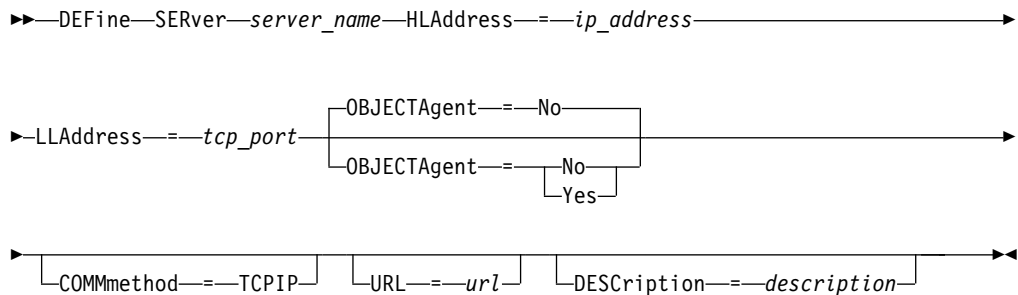 DEFine SERver server_name HLAddress = ip_address
OBJECTAgent = No
LLAddress = tcp_port
OBJECTAgent = No
Yes
COMMmethod = TCPIP URL = url DESCription = description